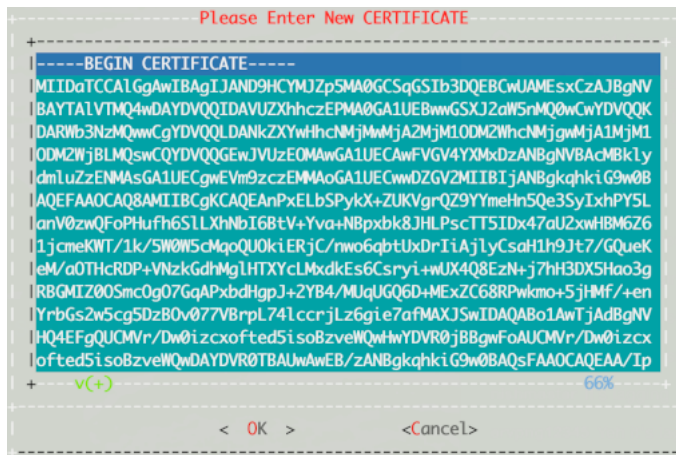 Please Enter New CERTIFICATE
-----BEGIN CERTIFICATE-----
MIIDaTCCAlGgAwIBAgIJAND9HCYMJZp5MA0GCSqGSIb3DQEBCwUAMEsxCzAJBgNV
BAYTAlVTMQ4wDAYDVQQIDAVUZXhhczEPMA0GA1UEBwwGSXJ2aW5nMQ0wCwYDVQQK
DARWb3NzMQwwCgYDVQQLDANkZXYwHhcNMjMwMjA2MjM1ODM2WhcNMjgwMjA1MjM1
ODM2WjBLMQswCQYDVQQGEwJVUzEOMAwGA1UECAwFVGV4YXMxDzANBgNVBAcMBkly
dmluZzENMAsGA1UECgwEVm9zczEMMAoGA1UECwwDZGV2MIIBIjANBgkqhkiG9w0B
AQEFAAOCAQ8AMIIBCgKCAQEAnPxELbSPykX+ZUKVgrQZ9YYmeHn5Qe3SyIxhPY5L
anV0zwQFoPHufh6SlLXhNbI6BtV+Yva+NBpxbk8JHLPscTT5IDx47aU2xwHBM6Z6
1jcmeKWT/1k/5W0W5cMqoQUOkiERjC/nwo6qbtUxDrIiAjlyCsaH1h9Jt7/GQueK
eM/aOTHcRDP+VNzkGdhMglHTXYcLMxdkEs6Csryi+wUX4Q8EzN+j7hH3DX5Hao3g
RBGMIZ0OSmcOgO7GqAPxbdHgpJ+2YB4/MUqUGQ6D+MExZC68RPwkmo+5jHMf/+en
YrbGs2w5cg5DzBOv077VBrpL74lccrjLz6gie7afMAXJSwIDAQABo1AwTjAdBgNV
HQ4EFgQUCMVr/Dw0izcxofted5isoBzveWQwHwYDVR0jBBgwFoAUCMVr/Dw0izcx
ofted5isoBzveWQwDAYDVR0TBAUwAwEB/zANBgkqhkiG9w0BAQsFAAOCAQEAA/Ip
v(+) 66%
< OK > <Cancel>